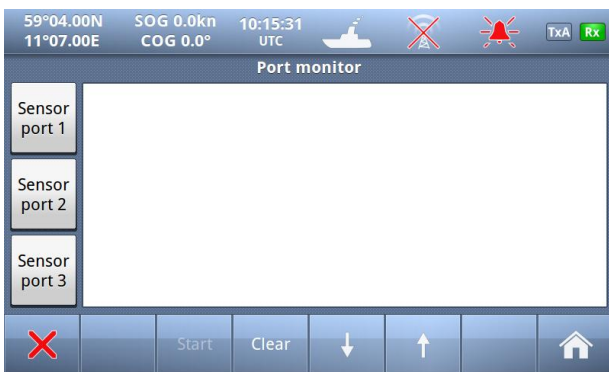 59°04.00N SOG 0.0kn 10:15:31
11°07.00E COG 0.0° UTC TxA Rx
Port monitor
Sensor
port 1
Sensor
port 2
Sensor
port 3
Start Clear